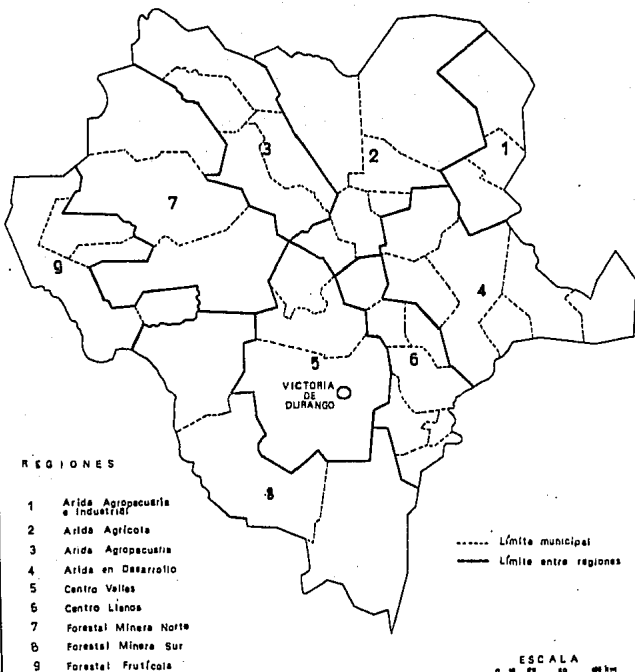 3
2
1
7
9
4
5
6
VICTORIA
DE
DURANGO
8
REGIONES
1 Arida Agropecuaria
e Industrial
2 Arida Agrícola
3 Arida Agropecuaria
4 Arida en Desarrollo
5 Centro Valles
6 Centro Llanos
7 Forestal Minera Norte
8 Forestal Minera Sur
9 Forestal Frutícola
Límite municipal
Límite entre regiones
ESCALA